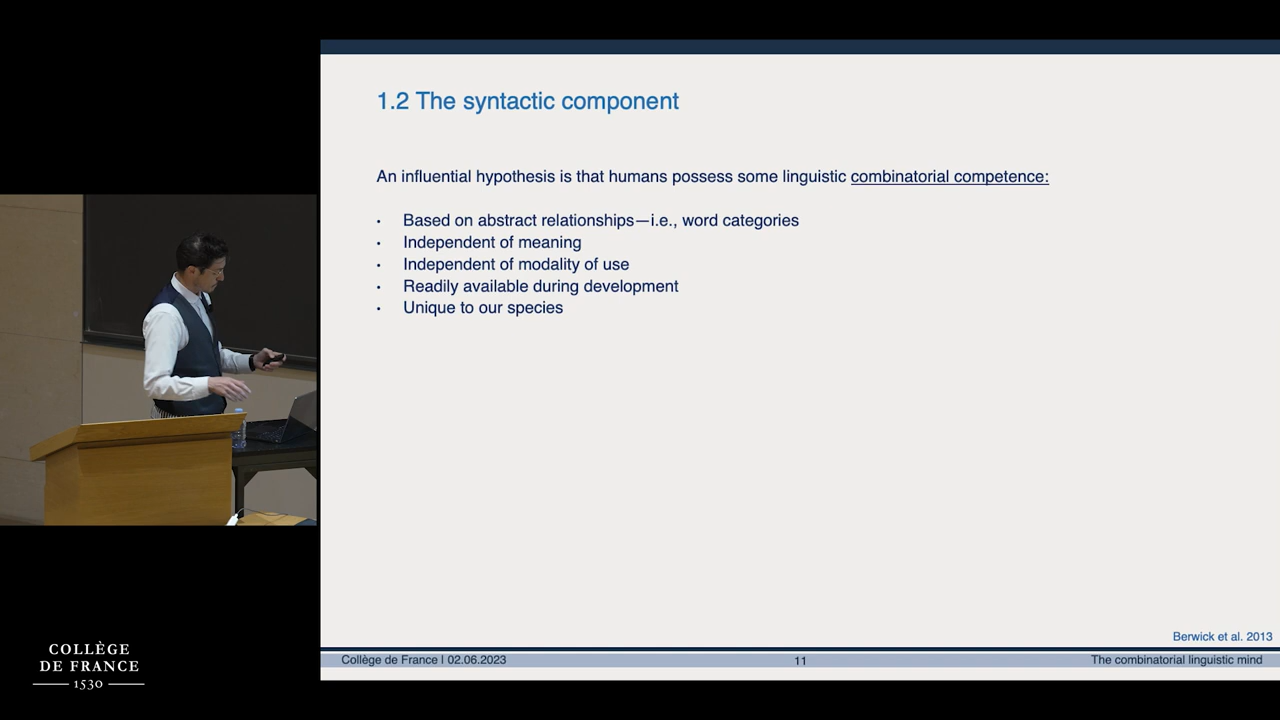 1.2 The syntactic component
An influential hypothesis is that humans possess some linguistic combinatorial competence:
• Based on abstract relationships—i.e., word categories
• Independent of meaning
• Independent of modality of use
• Readily available during development
• Unique to our species
Berwick et al. 2013
Collège de France I 02.06.2023
11
The combinatorial linguistic mind
COLLÈGE
DE FRANCE
1530